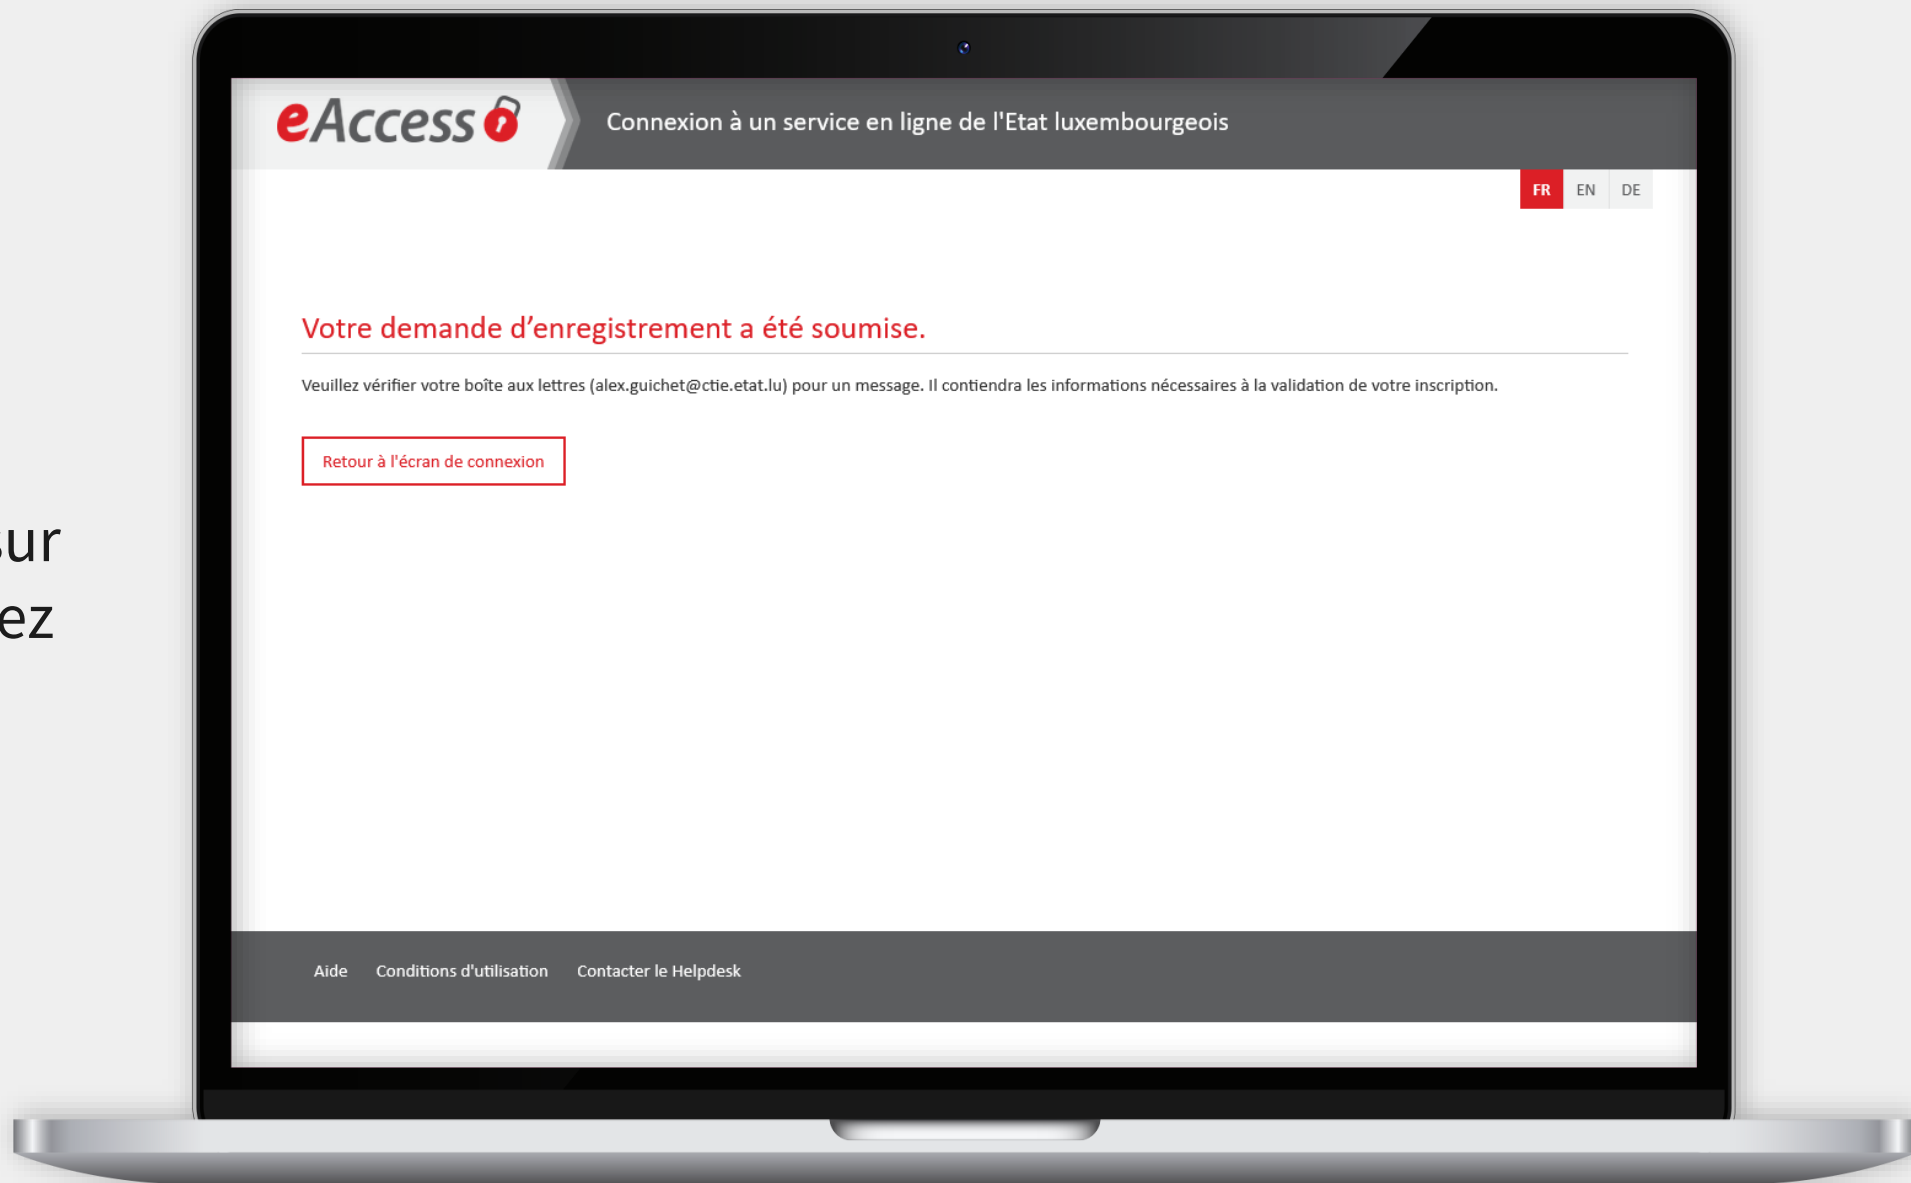 eAccess
Connexion à un service en ligne de l'Etat luxembourgeois
FR EN DE
Votre demande d’enregistrement a été soumise.
Veuillez vérifier votre boîte aux lettres (alex.guichet@ctie.etat.lu) pour un message. Il contiendra les informations nécessaires à la validation de votre inscription.
Retour à l'écran de connexion
sur
ez
Aide Conditions d'utilisation Contacter le Helpdesk